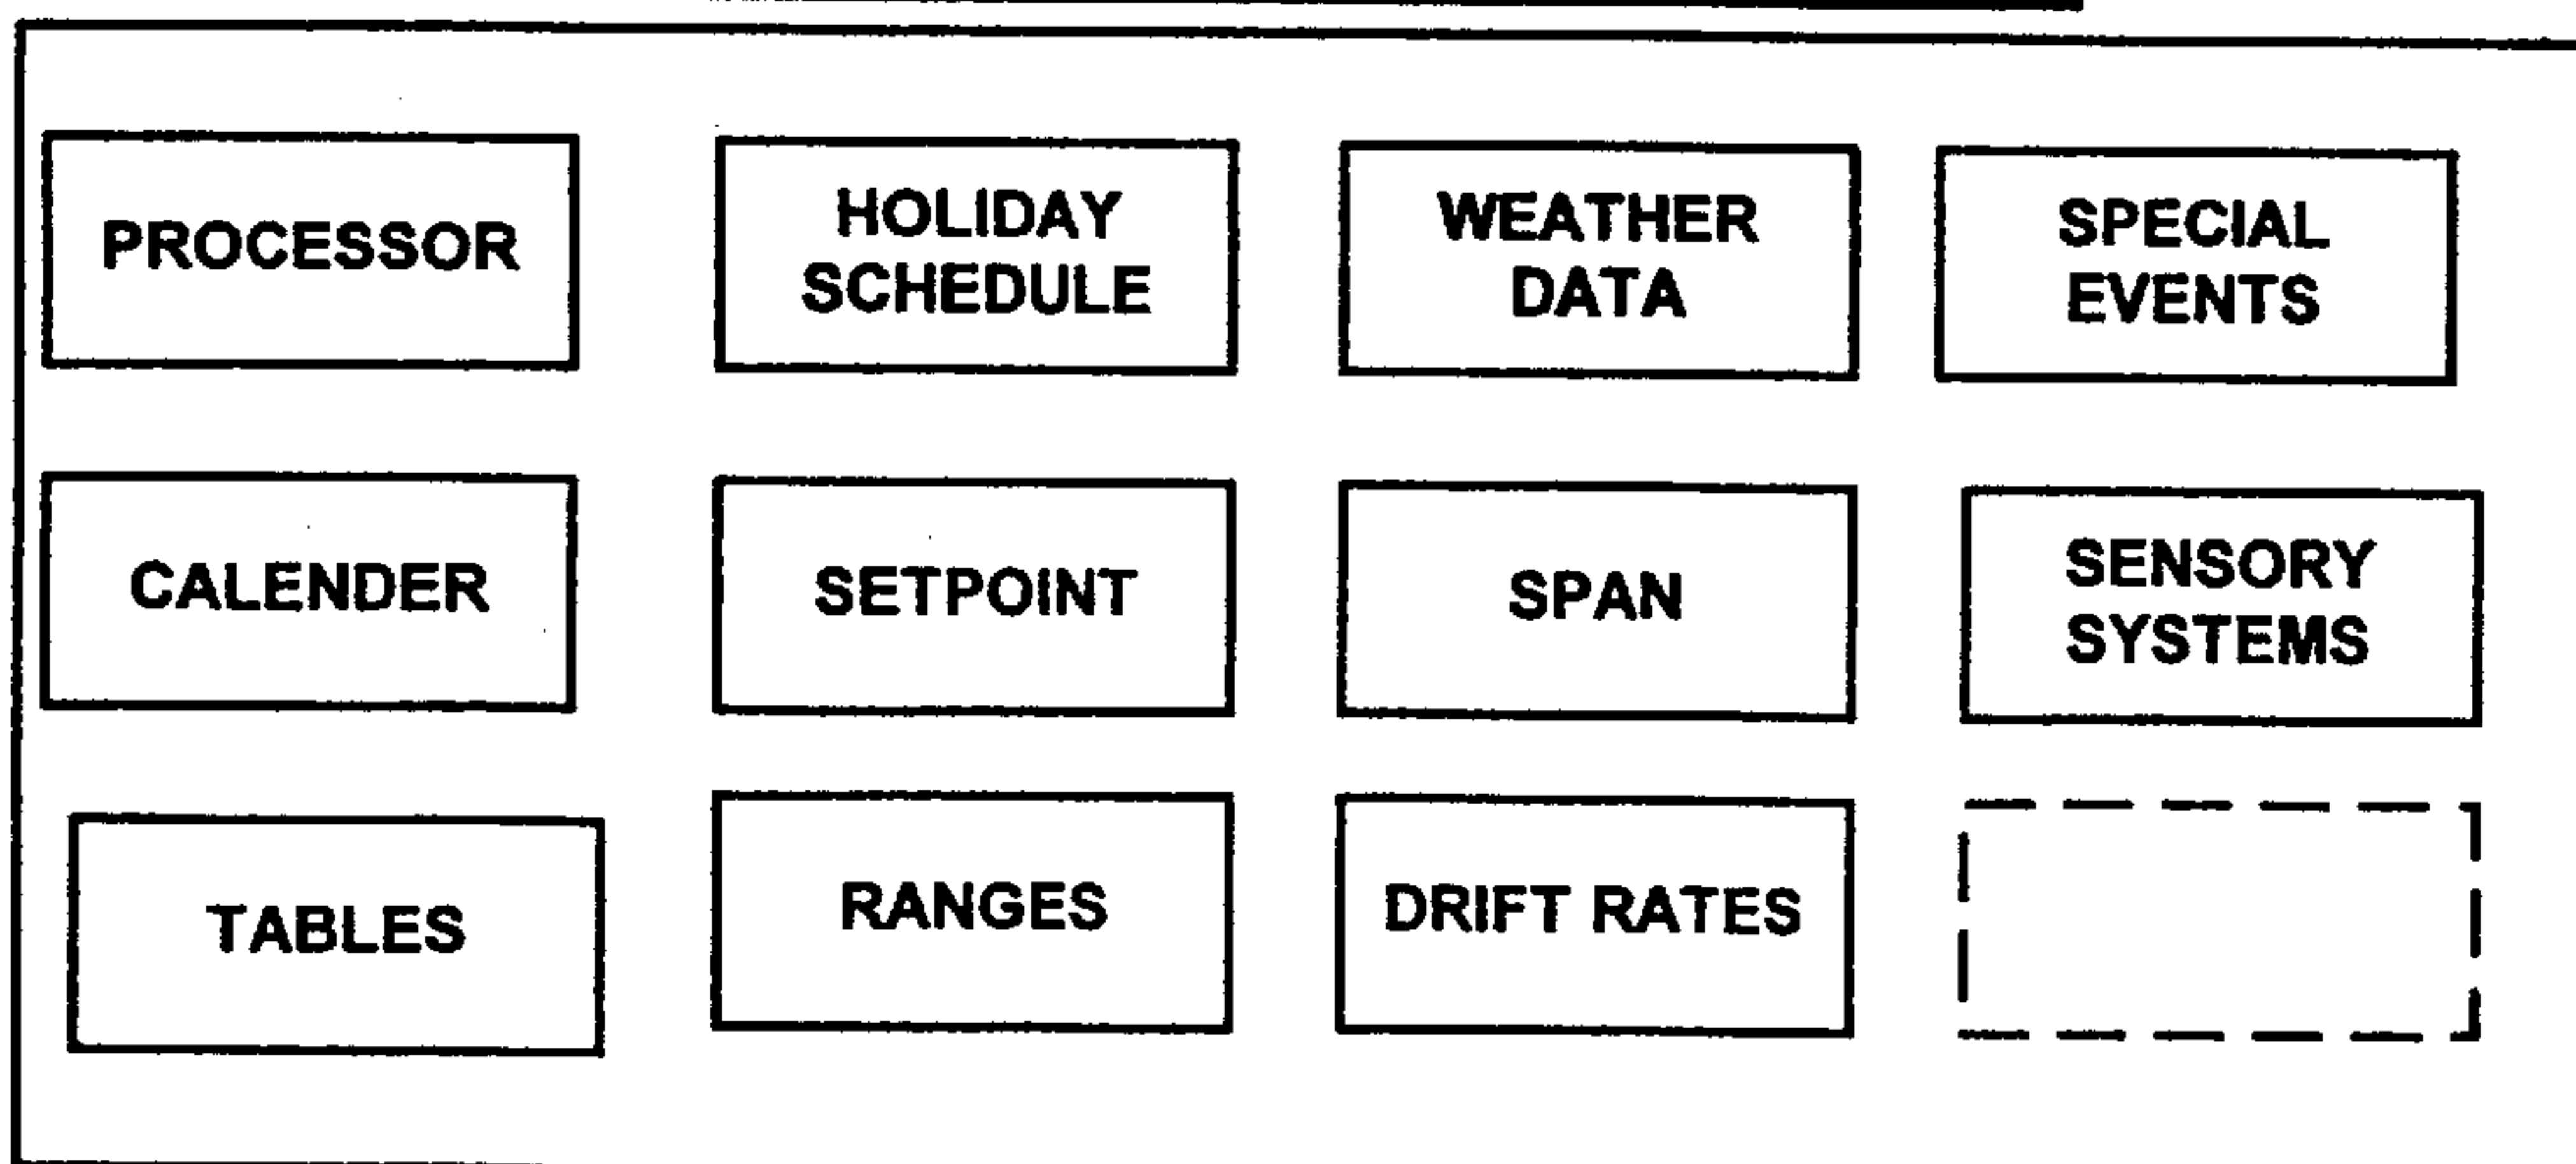 PROCESSOR
HOLIDAY
SCHEDULE
WEATHER
DATA
SPECIAL
EVENTS
CALENDER
SETPOINT
SPAN
SENSORY
SYSTEMS
TABLES
RANGES
DRIFT RATES